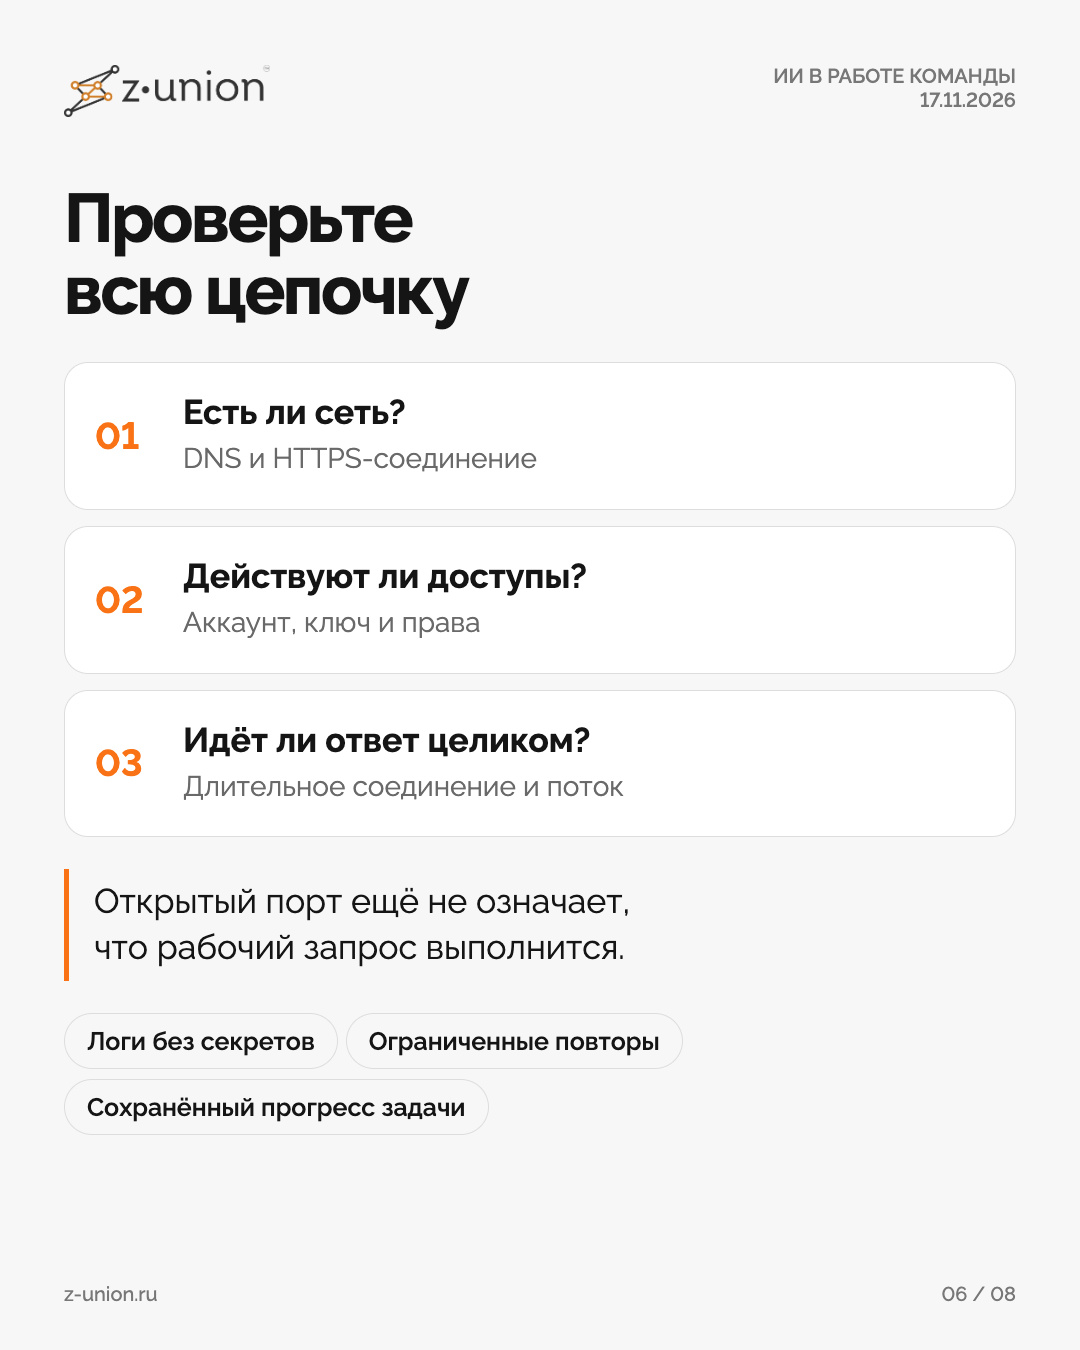 z·union
ИИ В РАБОТЕ КОМАНДЫ
17.11.2026
Проверьте
всю цепочку
01
Есть ли сеть?
DNS и HTTPS-соединение
02
Действуют ли доступы?
Аккаунт, ключ и права
03
Идёт ли ответ целиком?
Длительное соединение и поток
Открытый порт ещё не означает,
что рабочий запрос выполнится.
Логи без секретов
Ограниченные повторы
Сохранённый прогресс задачи
z-union.ru
06 / 08